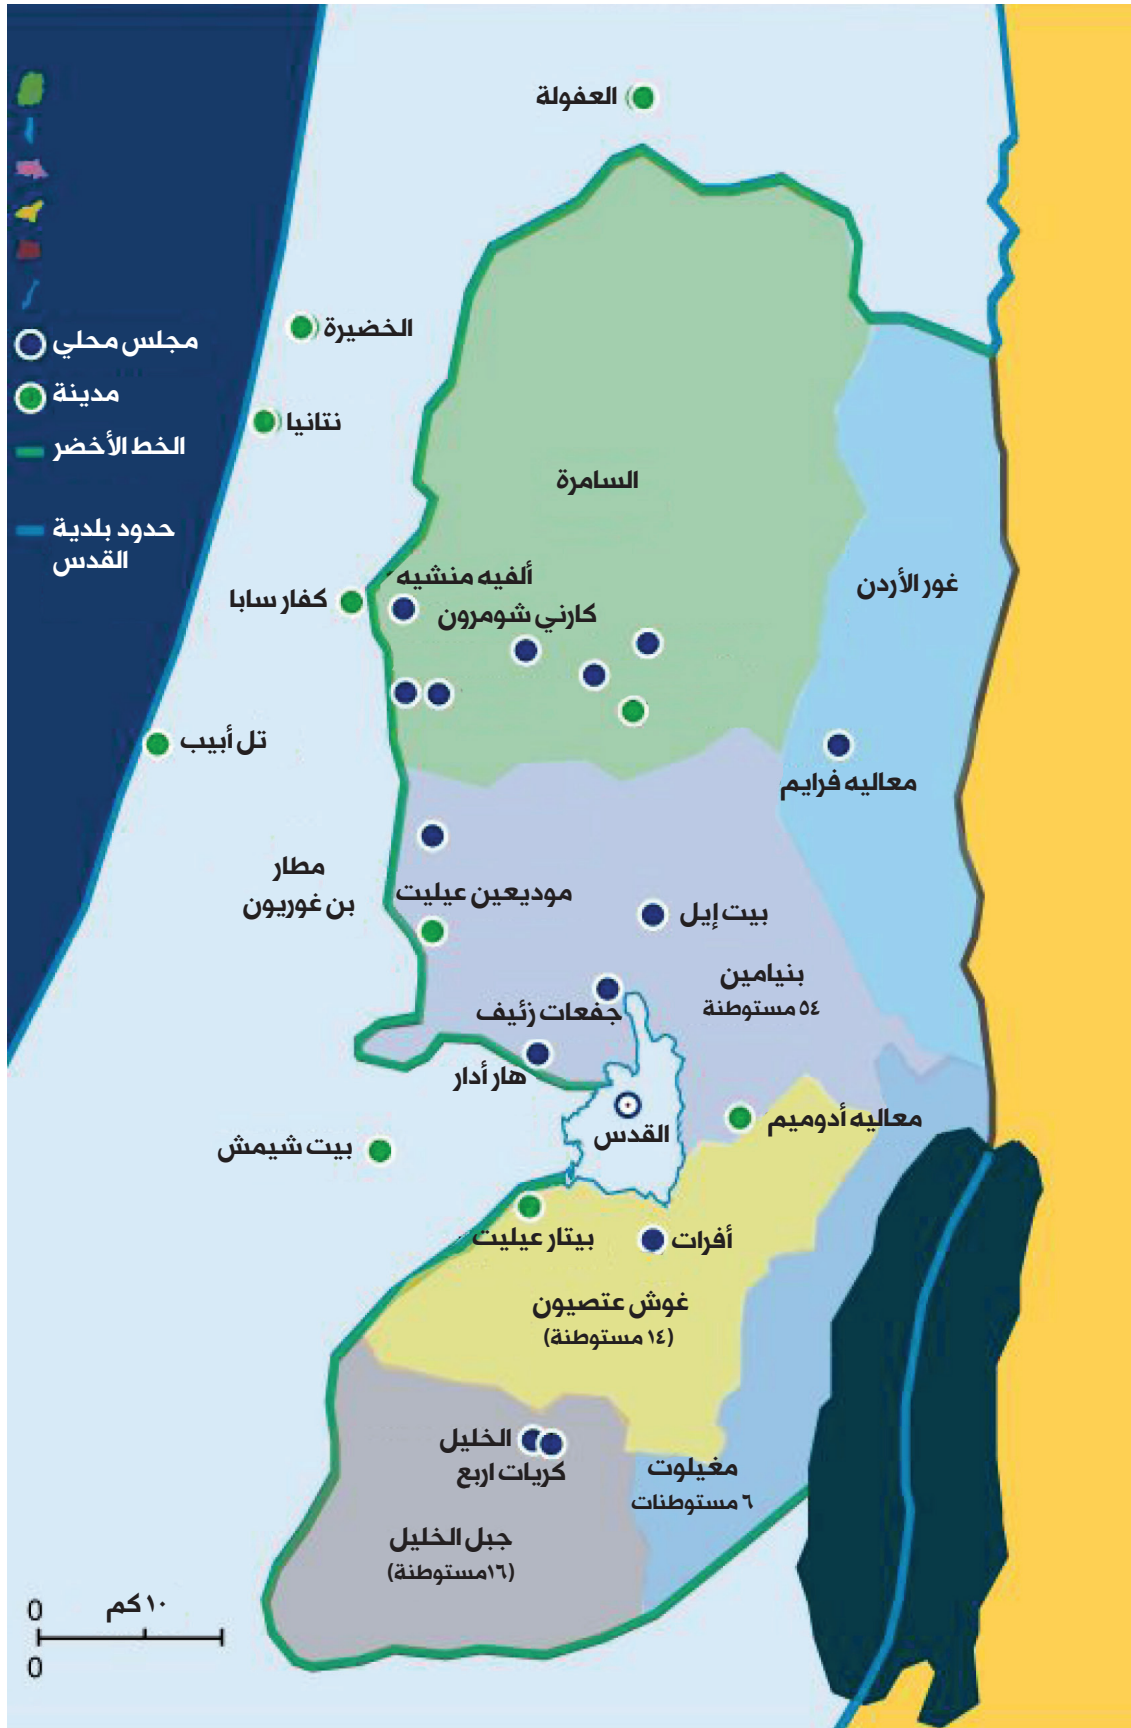 العفولة
الخضيرة
مجلس محلي
مدينة
نتانيا
الخط الأخضر
السامرة
حدود بلدية
القدس
ألفيه منشيه
غور الأردن
كفار سابا
كارني شومرون
تل أبيب
معاليه فرايم
مطار
بن غوريون
موديعين عيليت
بيت إيل
بنيامين
٥٤ مستوطنة
جفعات زئيف
هار أدار
معاليه أدوميم
القدس
بيت شيمش
بيتار عيليت
أفرات
غوش عتصيون
(١٤ مستوطنة)
الخليل
كريات اربع
مغيلوت
٦ مستوطنات
جبل الخليل
(١٦مستوطنة)
0
١٠ كم
0